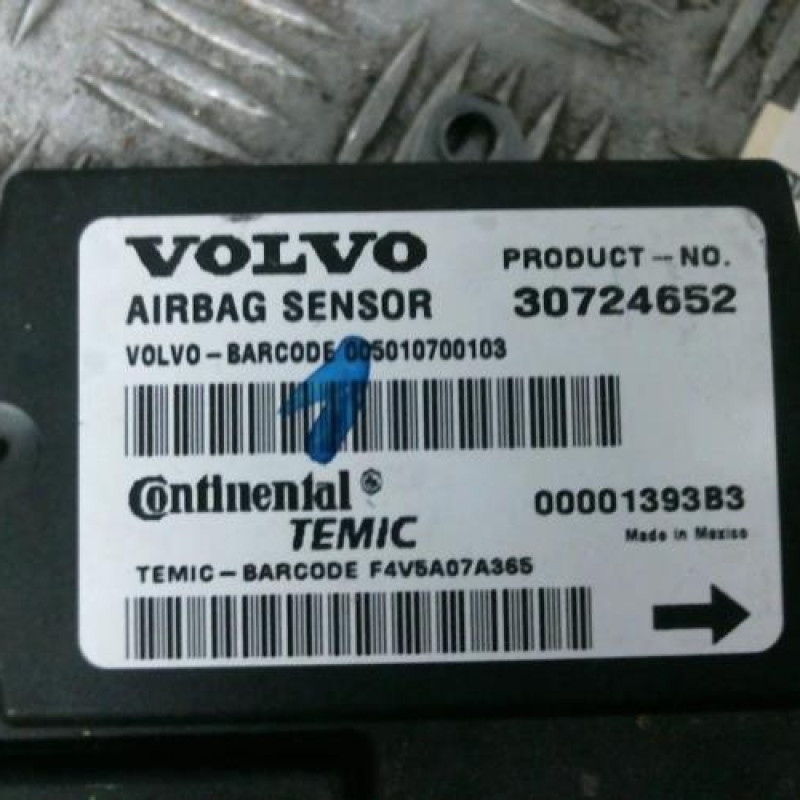 VOLVO PRODUCT-NO.
AIRBAG SENSOR 30724652
VOLVO-BARCODE 005010700103
Continental
TEMIC
00001393B3
Made in Mexico
TEMIC-BARCODE F4V5A07A365